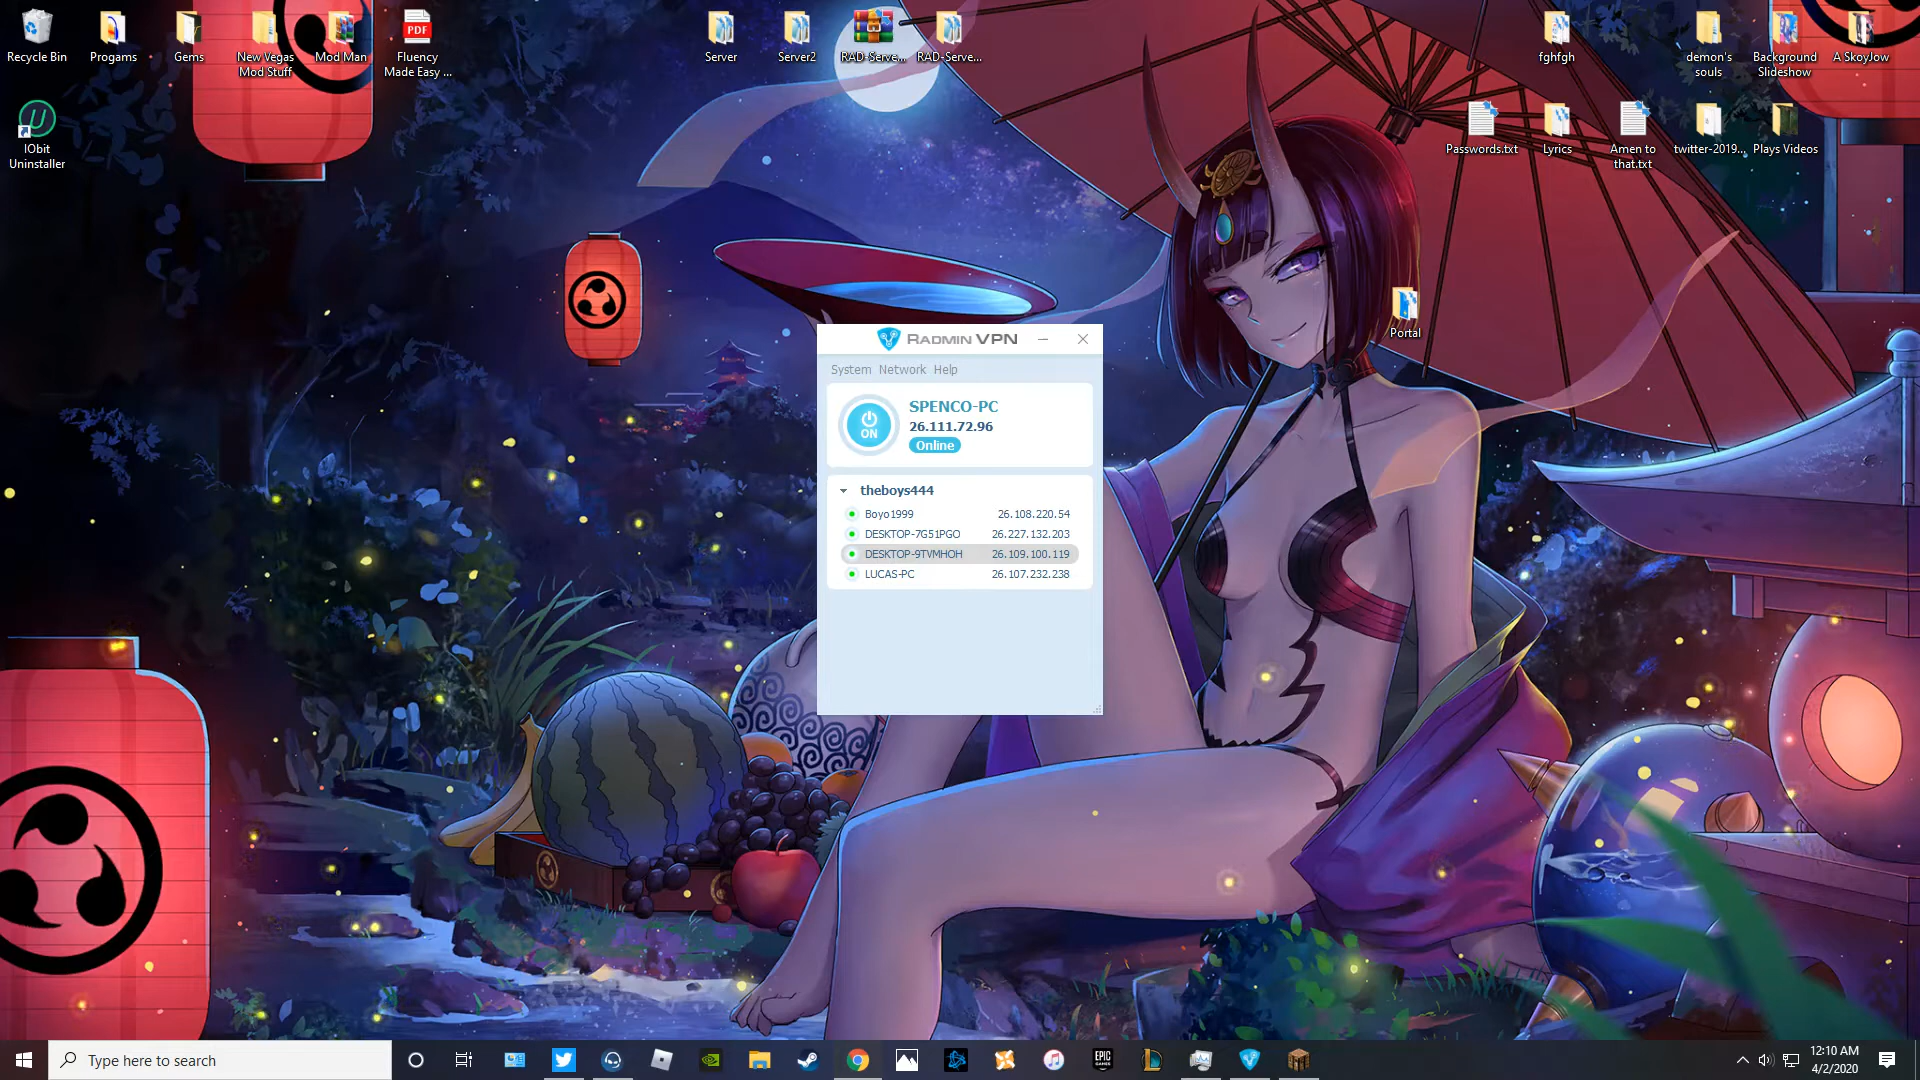 Recycle Bin
Progams
Gems
New Vegas
Mod Stuff
Mod Man
PDF
Fluency
Made Easy ...
Server
Server2
RAD-Serve...
RAD-Serve...
fghfgh
demon's
souls
Background
Slideshow
A SkoyJow
IObit
Uninstaller
Passwords.txt
Lyrics
Amen to
that.txt
twitter-2019...
Plays Videos
Portal
RADMIN VPN
System Network Help
ON
SPENCO-PC
26.111.72.96
Online
theboys444
Boyo1999 26.108.220.54
DESKTOP-7G51PGO 26.227.132.203
DESKTOP-9TVMHOH 26.109.100.119
LUCAS-PC 26.107.232.238
Type here to search
EPIC
GAMES
12:10 AM
4/2/2020